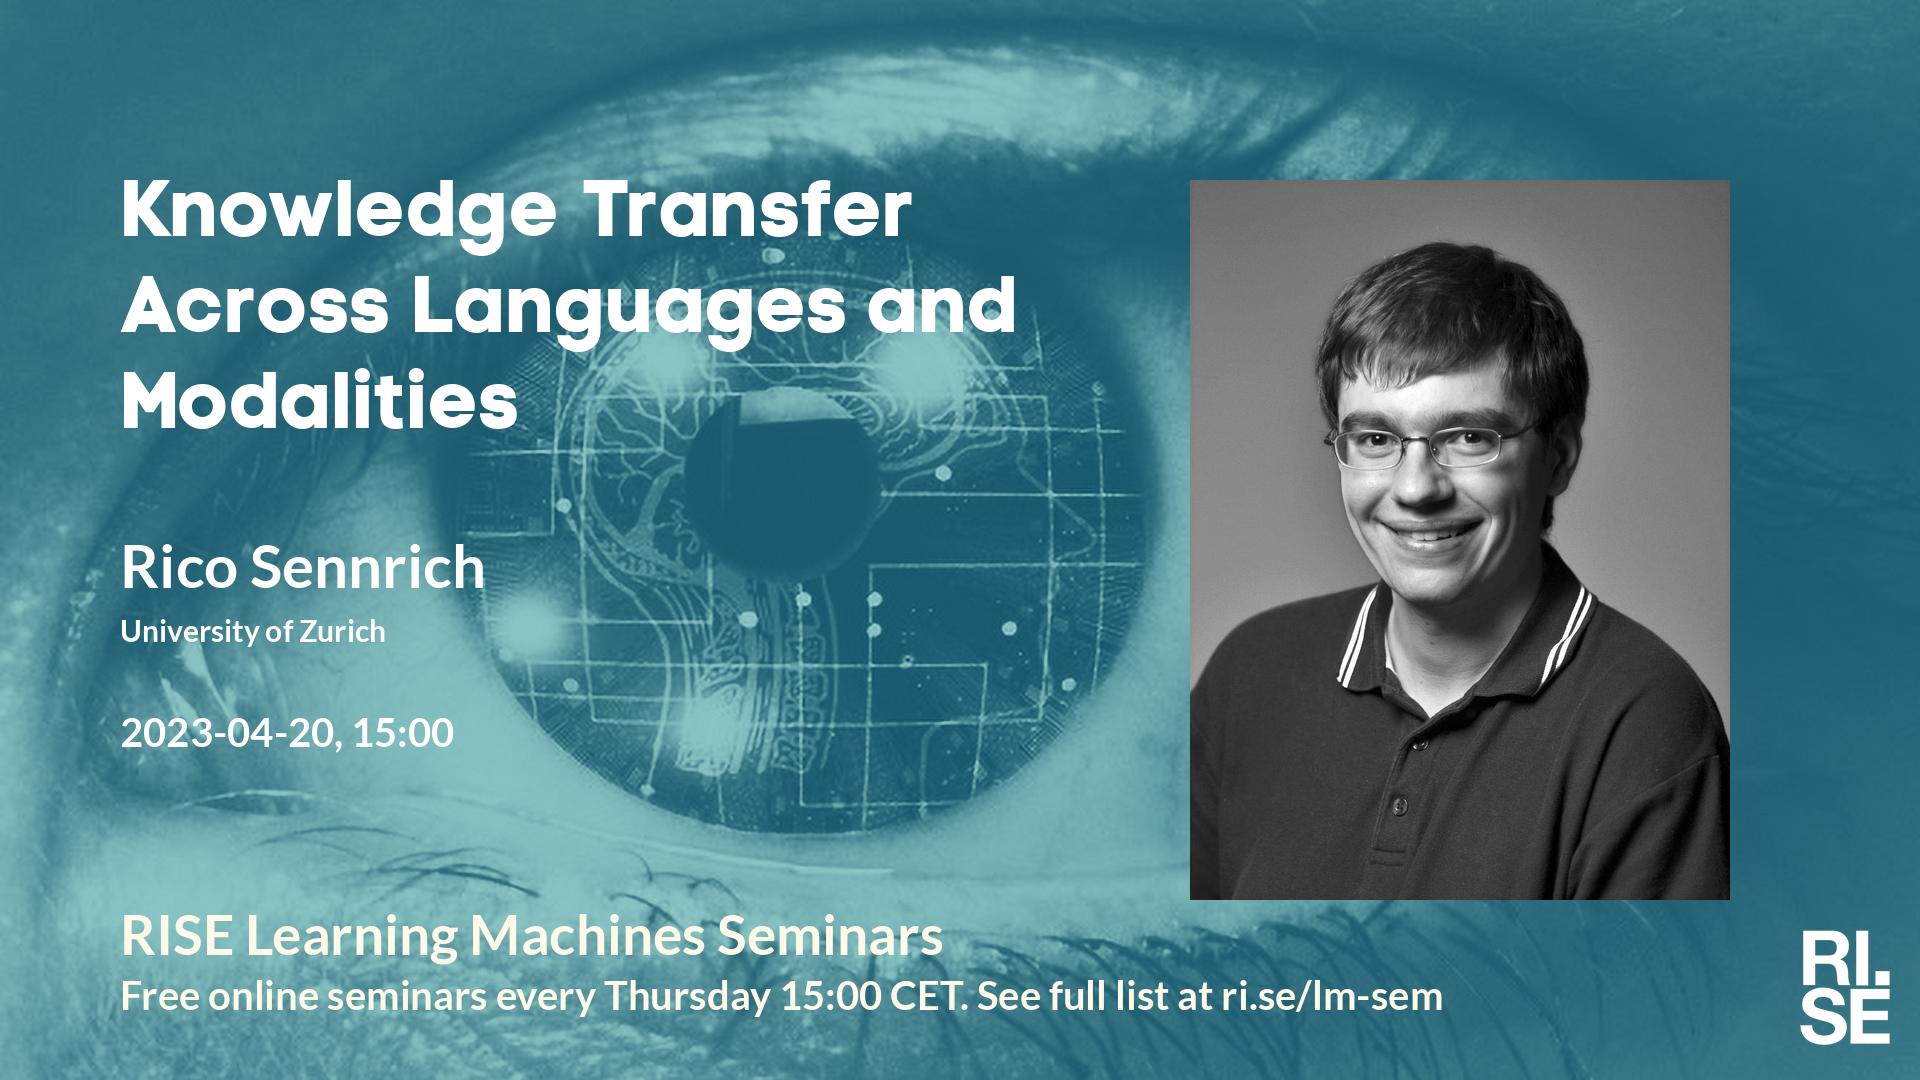 Knowledge Transfer
Across Languages and
Modalities
Rico Sennrich
University of Zurich
2023-04-20, 15:00
RISE Learning Machines Seminars
Free online seminars every Thursday 15:00 CET. See full list at ri.se/lm-sem
RI.
SE